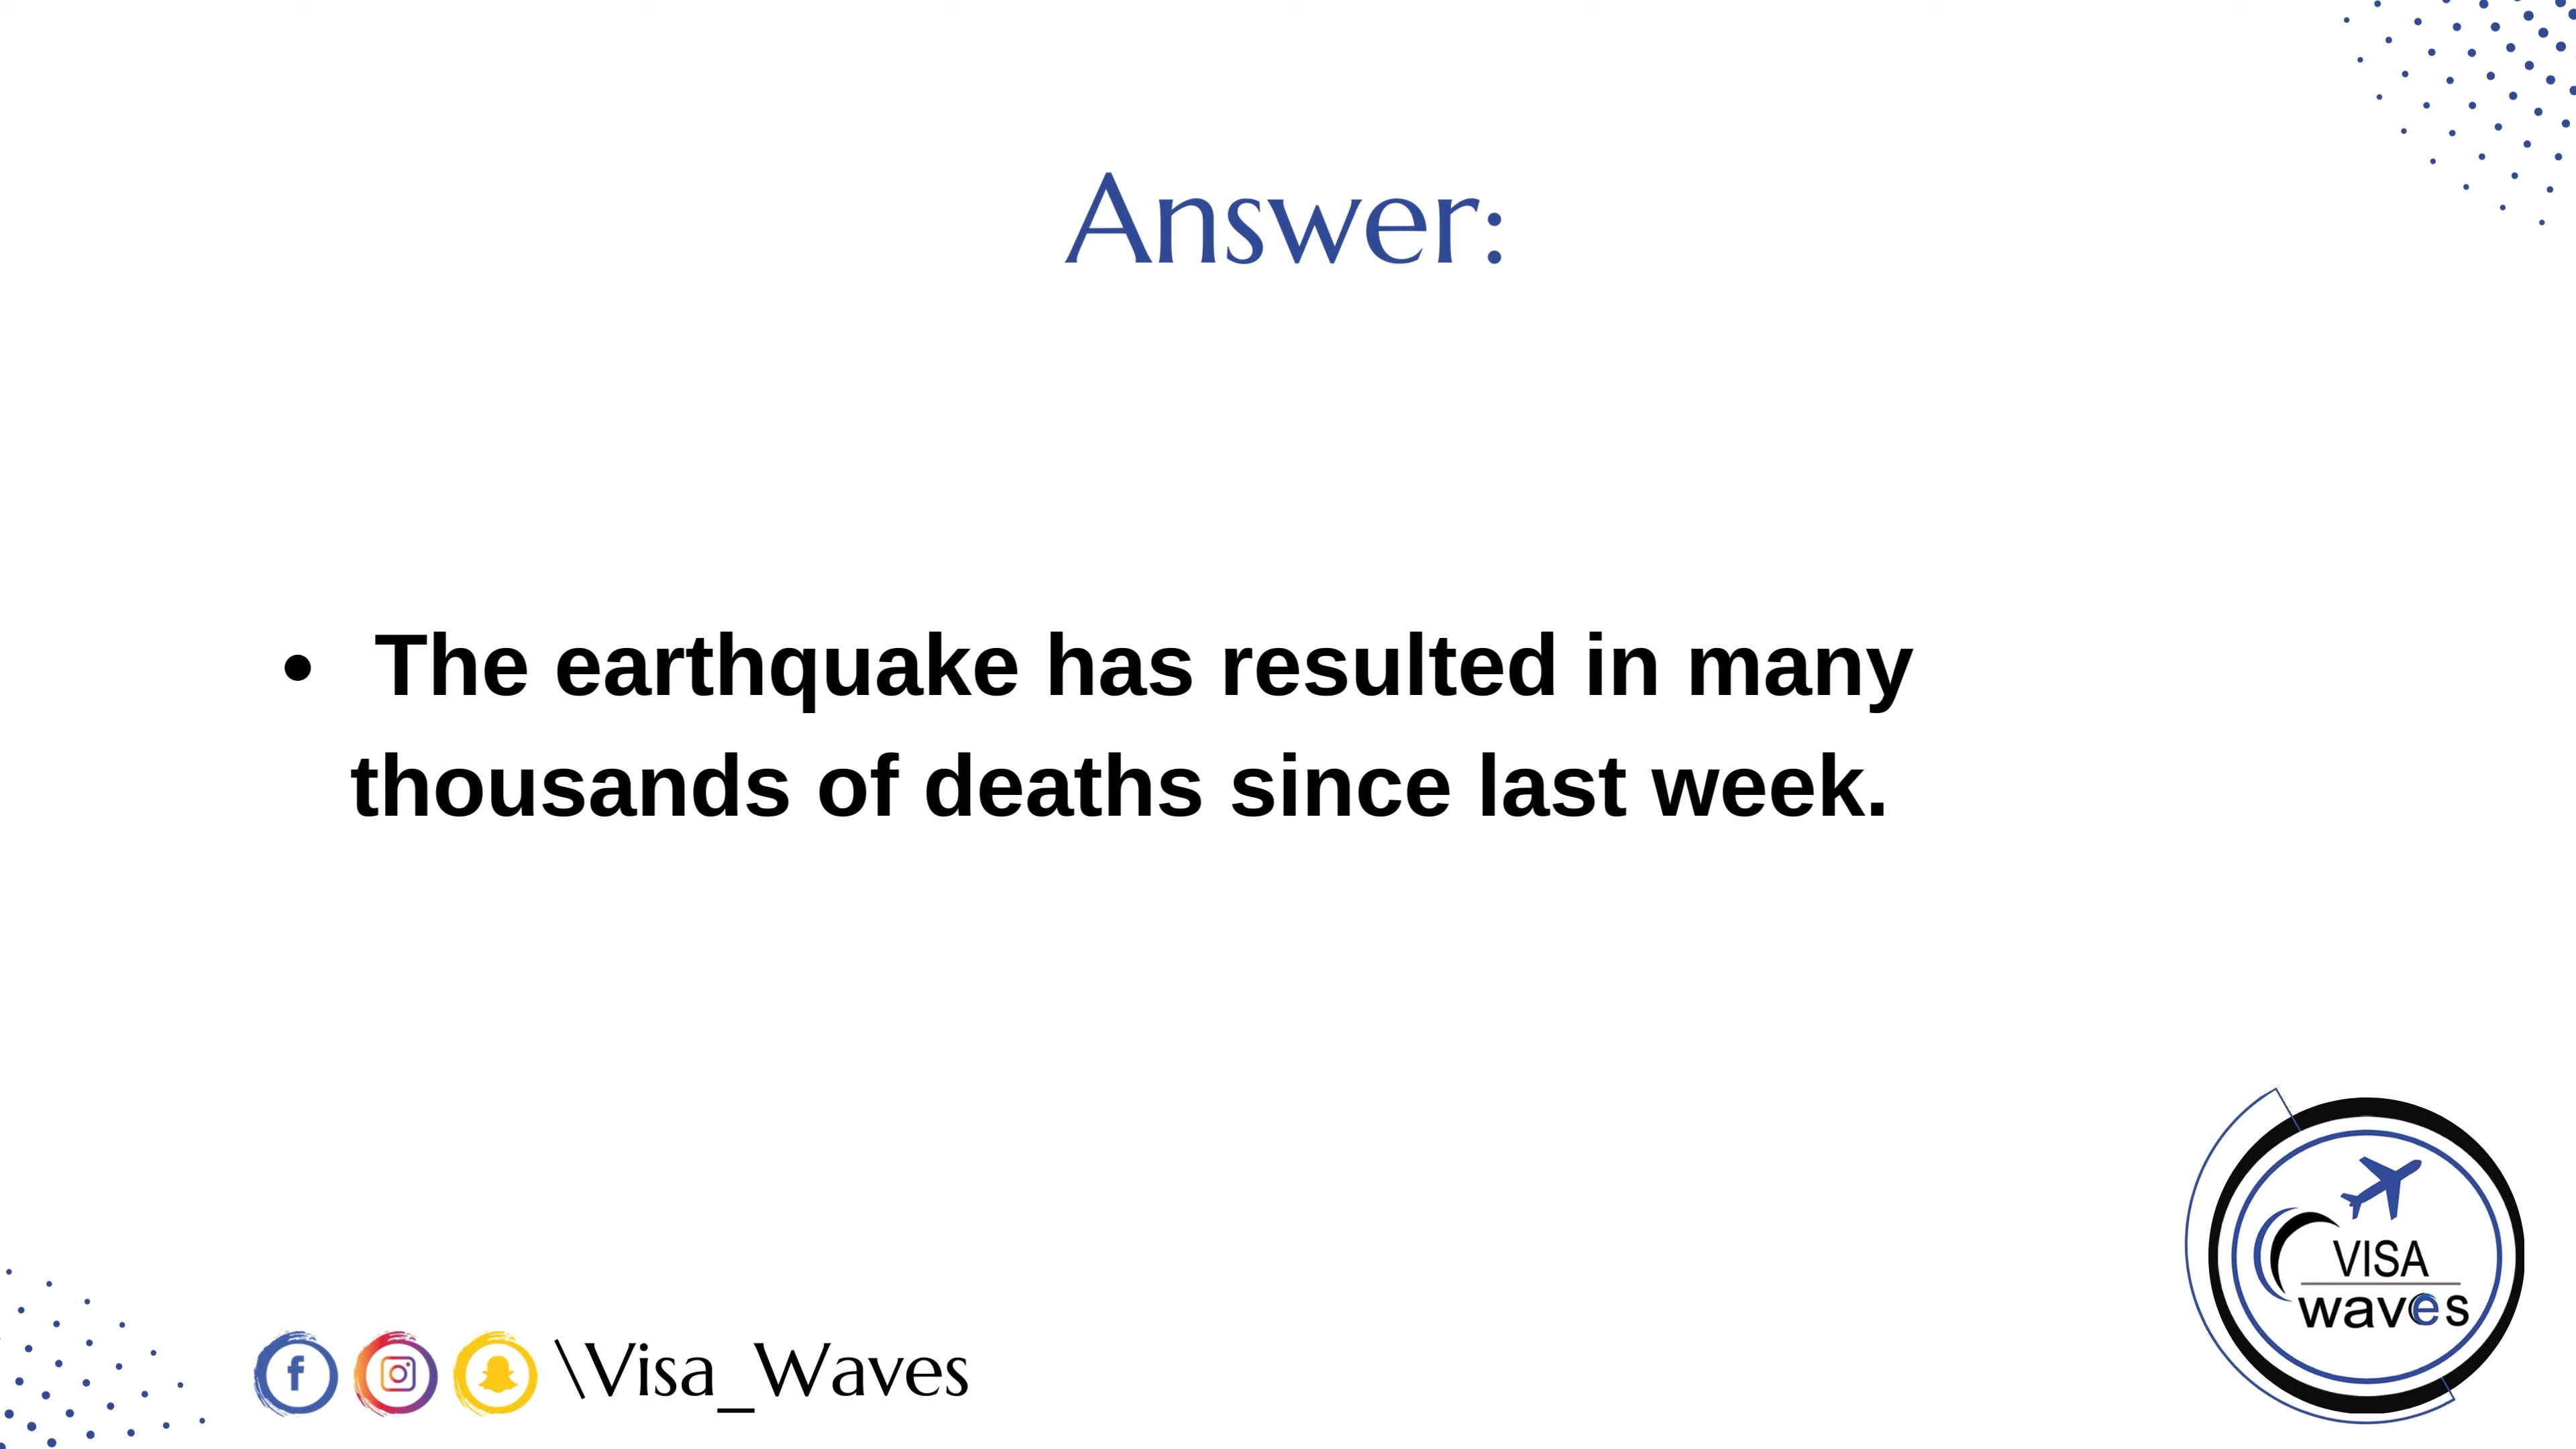 Answer:
• The earthquake has resulted in many
thousands of deaths since last week.
VISA
waves
\Visa_Waves